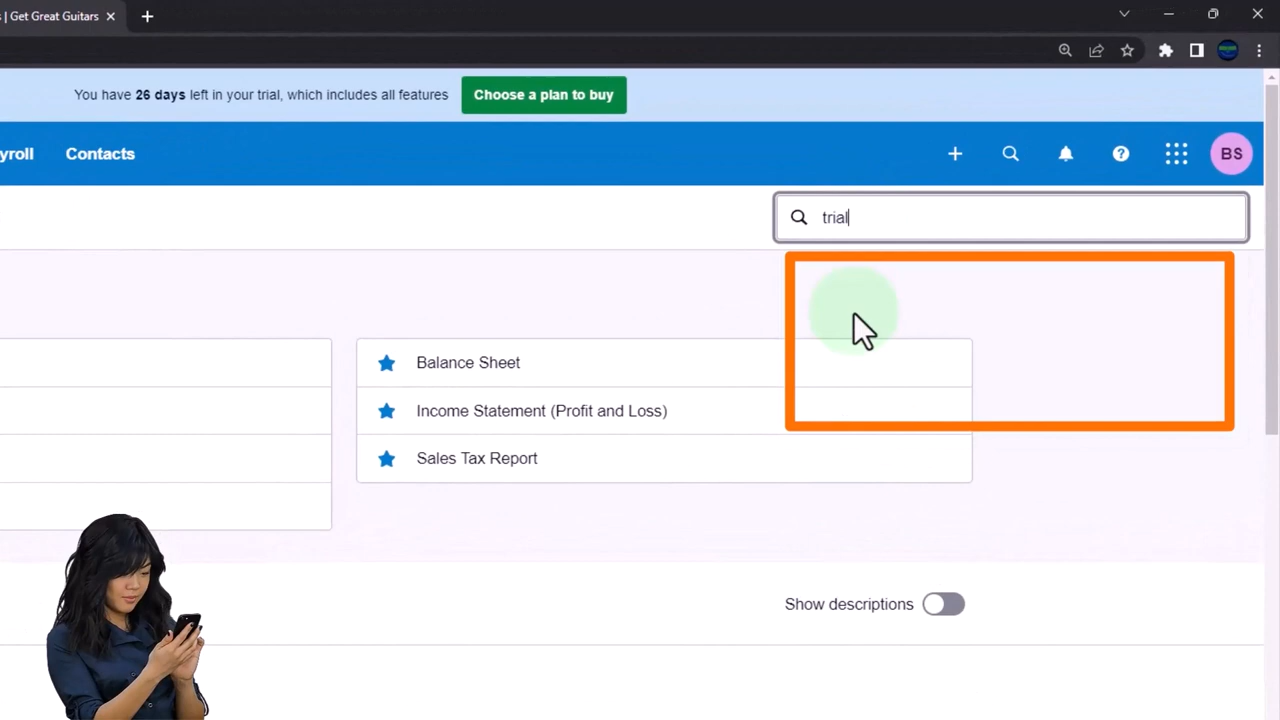 s | Get Great Guitars
You have 26 days left in your trial, which includes all features
Choose a plan to buy
yroll
Contacts
BS
trial
Balance Sheet
Income Statement (Profit and Loss)
Sales Tax Report
Show descriptions